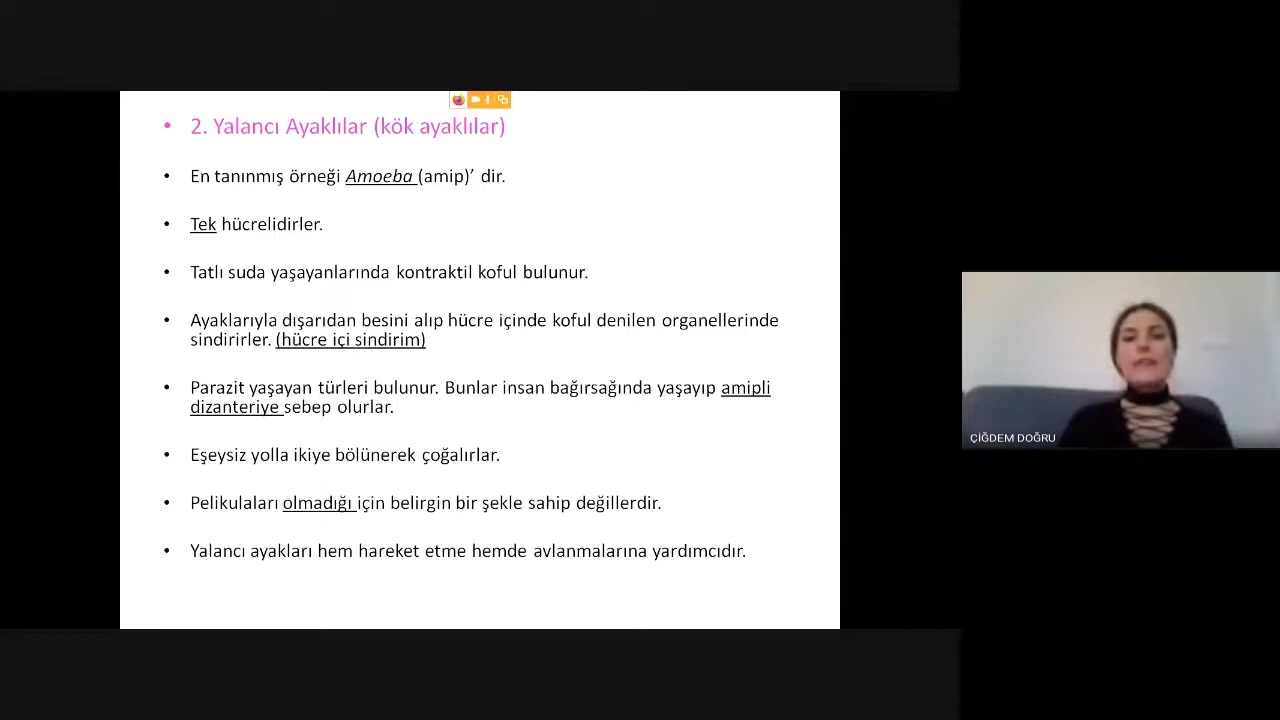 • 2. Yalancı Ayaklılar (kök ayaklılar)
• En tanınmış örneği Amoeba (amip)’ dir.
• Tek hücrelidirler.
• Tatlı suda yaşayanlarında kontraktil koful bulunur.
• Ayaklarıyla dışarıdan besini alıp hücre içinde koful denilen organellerinde
sindirirler. (hücre içi sindirim)
• Parazit yaşayan türleri bulunur. Bunlar insan bağırsağında yaşayıp amipli
dizanteriye sebep olurlar.
• Eşeysiz yolla ikiye bölünerek çoğalırlar.
• Pelikulaları olmadığı için belirgin bir şekle sahip değillerdir.
• Yalancı ayakları hem hareket etme hemde avlanmalarına yardımcıdır.
ÇİĞDEM DOĞRU